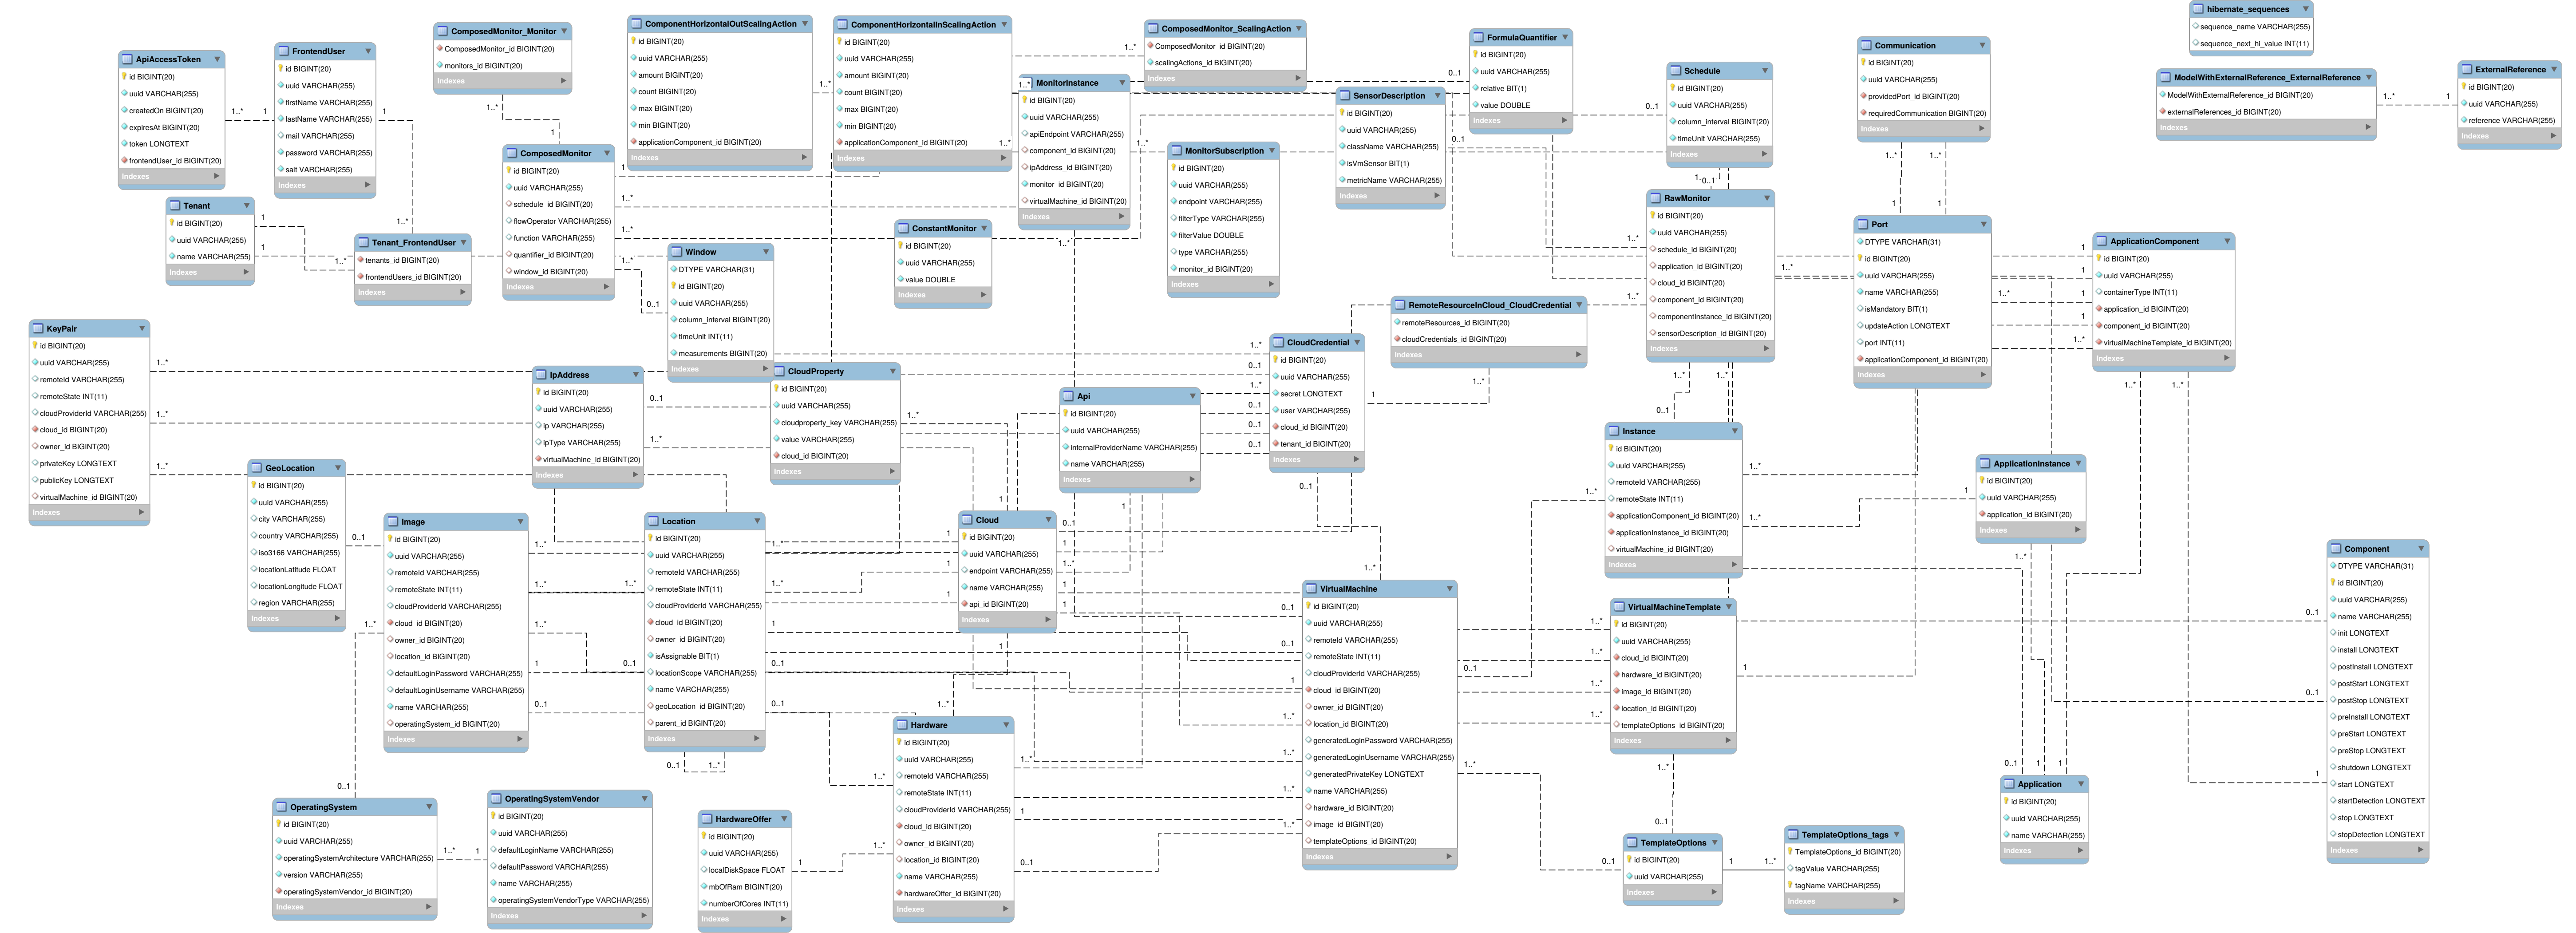 ApiAccessToken
id BIGINT(20)
uuid VARCHAR(255)
createdOn BIGINT(20)
expiresAt BIGINT(20)
token LONGTEXT
frontendUser_id BIGINT(20)
Indexes
FrontendUser
id BIGINT(20)
uuid VARCHAR(255)
firstName VARCHAR(255)
lastName VARCHAR(255)
mail VARCHAR(255)
password VARCHAR(255)
salt VARCHAR(255)
Indexes
ComposedMonitor_Monitor
ComposedMonitor_id BIGINT(20)
monitors_id BIGINT(20)
Indexes
ComponentHorizontalOutScalingAction
id BIGINT(20)
uuid VARCHAR(255)
amount BIGINT(20)
count BIGINT(20)
max BIGINT(20)
min BIGINT(20)
applicationComponent_id BIGINT(20)
Indexes
ComponentHorizontalInScalingAction
id BIGINT(20)
uuid VARCHAR(255)
amount BIGINT(20)
count BIGINT(20)
max BIGINT(20)
min BIGINT(20)
applicationComponent_id BIGINT(20)
Indexes
ComposedMonitor_ScalingAction
ComposedMonitor_id BIGINT(20)
scalingActions_id BIGINT(20)
Indexes
MonitorInstance
id BIGINT(20)
uuid VARCHAR(255)
apiEndpoint VARCHAR(255)
component_id BIGINT(20)
ipAddress_id BIGINT(20)
monitor_id BIGINT(20)
virtualMachine_id BIGINT(20)
Indexes
FormulaQuantifier
id BIGINT(20)
uuid VARCHAR(255)
relative BIT(1)
value DOUBLE
Indexes
SensorDescription
id BIGINT(20)
uuid VARCHAR(255)
className VARCHAR(255)
isVmSensor BIT(1)
metricName VARCHAR(255)
Indexes
Schedule
id BIGINT(20)
uuid VARCHAR(255)
column_interval BIGINT(20)
timeUnit VARCHAR(255)
Indexes
Communication
id BIGINT(20)
uuid VARCHAR(255)
providedPort_id BIGINT(20)
requiredCommunication BIGINT(20)
Indexes
hibernate_sequences
sequence_name VARCHAR(255)
sequence_next_hi_value INT(11)
Indexes
ModelWithExternalReference_ExternalReference
ModelWithExternalReference_id BIGINT(20)
externalReferences_id BIGINT(20)
Indexes
ExternalReference
id BIGINT(20)
uuid VARCHAR(255)
reference VARCHAR(255)
Indexes
Tenant
id BIGINT(20)
uuid VARCHAR(255)
name VARCHAR(255)
Indexes
Tenant_FrontendUser
tenants_id BIGINT(20)
frontendUsers_id BIGINT(20)
Indexes
ComposedMonitor
id BIGINT(20)
uuid VARCHAR(255)
schedule_id BIGINT(20)
flowOperator VARCHAR(255)
function VARCHAR(255)
quantifier_id BIGINT(20)
window_id BIGINT(20)
Indexes
Window
DTYPE VARCHAR(31)
id BIGINT(20)
uuid VARCHAR(255)
column_interval BIGINT(20)
timeUnit INT(11)
measurements BIGINT(20)
Indexes
ConstantMonitor
id BIGINT(20)
uuid VARCHAR(255)
value DOUBLE
Indexes
MonitorSubscription
id BIGINT(20)
uuid VARCHAR(255)
endpoint VARCHAR(255)
filterType VARCHAR(255)
filterValue DOUBLE
type VARCHAR(255)
monitor_id BIGINT(20)
Indexes
RawMonitor
id BIGINT(20)
uuid VARCHAR(255)
schedule_id BIGINT(20)
application_id BIGINT(20)
cloud_id BIGINT(20)
component_id BIGINT(20)
componentInstance_id BIGINT(20)
sensorDescription_id BIGINT(20)
Indexes
Port
DTYPE VARCHAR(31)
id BIGINT(20)
uuid VARCHAR(255)
name VARCHAR(255)
isMandatory BIT(1)
updateAction LONGTEXT
port INT(11)
applicationComponent_id BIGINT(20)
Indexes
ApplicationComponent
id BIGINT(20)
uuid VARCHAR(255)
containerType INT(11)
application_id BIGINT(20)
component_id BIGINT(20)
virtualMachineTemplate_id BIGINT(20)
Indexes
RemoteResourceInCloud_CloudCredential
remoteResources_id BIGINT(20)
cloudCredentials_id BIGINT(20)
Indexes
KeyPair
id BIGINT(20)
uuid VARCHAR(255)
remoteId VARCHAR(255)
remoteState INT(11)
cloudProviderId VARCHAR(255)
cloud_id BIGINT(20)
owner_id BIGINT(20)
privateKey LONGTEXT
publicKey LONGTEXT
virtualMachine_id BIGINT(20)
Indexes
IpAddress
id BIGINT(20)
uuid VARCHAR(255)
ip VARCHAR(255)
ipType VARCHAR(255)
virtualMachine_id BIGINT(20)
Indexes
CloudProperty
id BIGINT(20)
uuid VARCHAR(255)
cloudproperty_key VARCHAR(255)
value VARCHAR(255)
cloud_id BIGINT(20)
Indexes
Api
id BIGINT(20)
uuid VARCHAR(255)
internalProviderName VARCHAR(255)
name VARCHAR(255)
Indexes
CloudCredential
id BIGINT(20)
uuid VARCHAR(255)
secret LONGTEXT
user VARCHAR(255)
cloud_id BIGINT(20)
tenant_id BIGINT(20)
Indexes
Instance
id BIGINT(20)
uuid VARCHAR(255)
remoteId VARCHAR(255)
remoteState INT(11)
applicationComponent_id BIGINT(20)
applicationInstance_id BIGINT(20)
virtualMachine_id BIGINT(20)
Indexes
ApplicationInstance
id BIGINT(20)
uuid VARCHAR(255)
application_id BIGINT(20)
Indexes
GeoLocation
id BIGINT(20)
uuid VARCHAR(255)
city VARCHAR(255)
country VARCHAR(255)
iso3166 VARCHAR(255)
locationLatitude FLOAT
locationLongitude FLOAT
region VARCHAR(255)
Indexes
Image
id BIGINT(20)
uuid VARCHAR(255)
remoteId VARCHAR(255)
remoteState INT(11)
cloudProviderId VARCHAR(255)
cloud_id BIGINT(20)
owner_id BIGINT(20)
location_id BIGINT(20)
defaultLoginPassword VARCHAR(255)
defaultLoginUsername VARCHAR(255)
name VARCHAR(255)
operatingSystem_id BIGINT(20)
Indexes
Location
id BIGINT(20)
uuid VARCHAR(255)
remoteId VARCHAR(255)
remoteState INT(11)
cloudProviderId VARCHAR(255)
cloud_id BIGINT(20)
owner_id BIGINT(20)
isAssignable BIT(1)
locationScope VARCHAR(255)
name VARCHAR(255)
geoLocation_id BIGINT(20)
parent_id BIGINT(20)
Indexes
Cloud
id BIGINT(20)
uuid VARCHAR(255)
endpoint VARCHAR(255)
name VARCHAR(255)
api_id BIGINT(20)
Indexes
VirtualMachine
id BIGINT(20)
uuid VARCHAR(255)
remoteId VARCHAR(255)
remoteState INT(11)
cloudProviderId VARCHAR(255)
cloud_id BIGINT(20)
owner_id BIGINT(20)
location_id BIGINT(20)
generatedLoginPassword VARCHAR(255)
generatedLoginUsername VARCHAR(255)
generatedPrivateKey LONGTEXT
name VARCHAR(255)
hardware_id BIGINT(20)
image_id BIGINT(20)
templateOptions_id BIGINT(20)
Indexes
VirtualMachineTemplate
id BIGINT(20)
uuid VARCHAR(255)
cloud_id BIGINT(20)
hardware_id BIGINT(20)
image_id BIGINT(20)
location_id BIGINT(20)
templateOptions_id BIGINT(20)
Indexes
Component
DTYPE VARCHAR(31)
id BIGINT(20)
uuid VARCHAR(255)
name VARCHAR(255)
init LONGTEXT
install LONGTEXT
postInstall LONGTEXT
postStart LONGTEXT
postStop LONGTEXT
preInstall LONGTEXT
preStart LONGTEXT
preStop LONGTEXT
shutdown LONGTEXT
start LONGTEXT
startDetection LONGTEXT
stop LONGTEXT
stopDetection LONGTEXT
Indexes
OperatingSystem
id BIGINT(20)
uuid VARCHAR(255)
operatingSystemArchitecture VARCHAR(255)
version VARCHAR(255)
operatingSystemVendor_id BIGINT(20)
Indexes
OperatingSystemVendor
id BIGINT(20)
uuid VARCHAR(255)
defaultLoginName VARCHAR(255)
defaultPassword VARCHAR(255)
name VARCHAR(255)
operatingSystemVendorType VARCHAR(255)
Indexes
HardwareOffer
id BIGINT(20)
uuid VARCHAR(255)
localDiskSpace FLOAT
mbOfRam BIGINT(20)
numberOfCores INT(11)
Indexes
Hardware
id BIGINT(20)
uuid VARCHAR(255)
remoteId VARCHAR(255)
remoteState INT(11)
cloudProviderId VARCHAR(255)
cloud_id BIGINT(20)
owner_id BIGINT(20)
location_id BIGINT(20)
name VARCHAR(255)
hardwareOffer_id BIGINT(20)
Indexes
TemplateOptions
id BIGINT(20)
uuid VARCHAR(255)
Indexes
TemplateOptions_tags
TemplateOptions_id BIGINT(20)
tagValue VARCHAR(255)
tagName VARCHAR(255)
Indexes
Application
id BIGINT(20)
uuid VARCHAR(255)
name VARCHAR(255)
Indexes